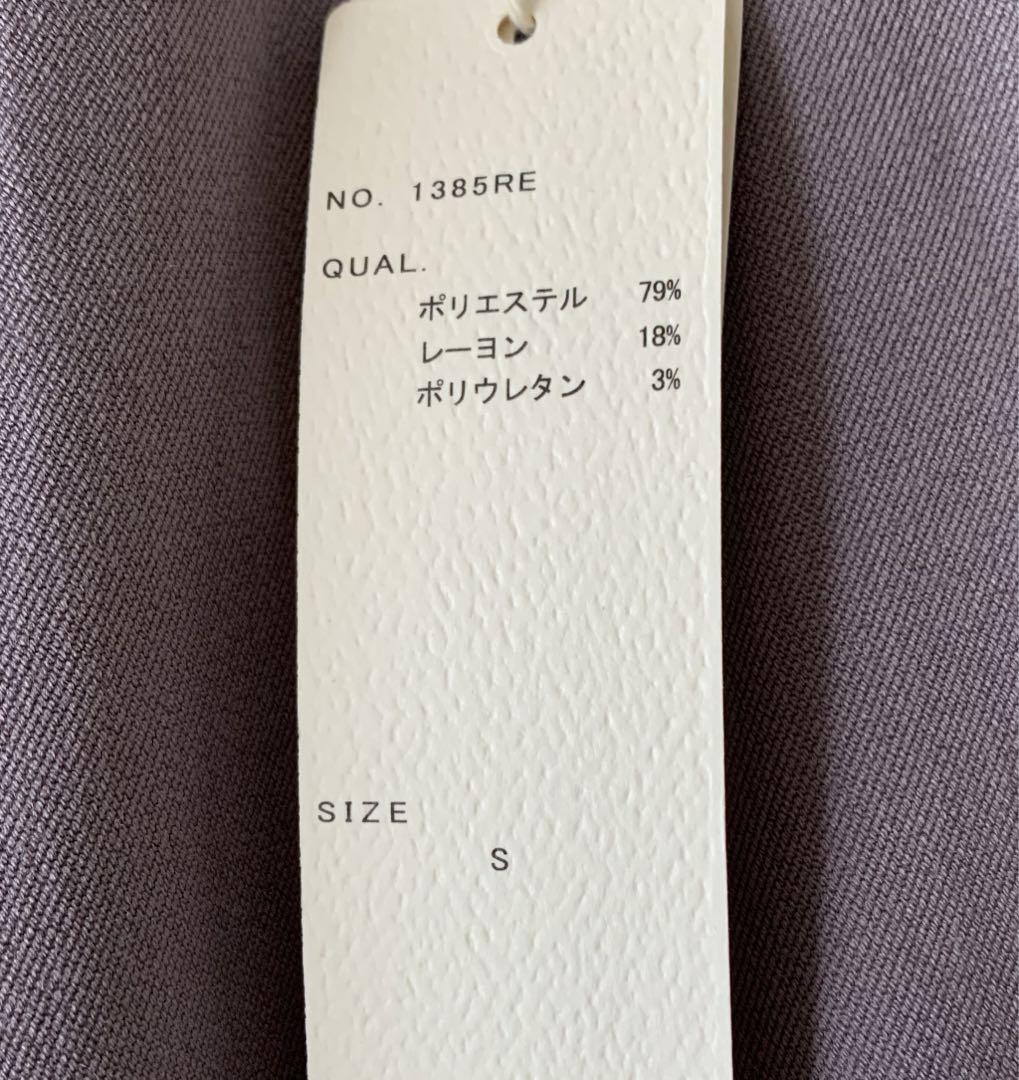 NO. 1385RE
QUAL.
ポリエステル 79%
レーヨン 18%
ポリウレタン 3%
SIZE
S